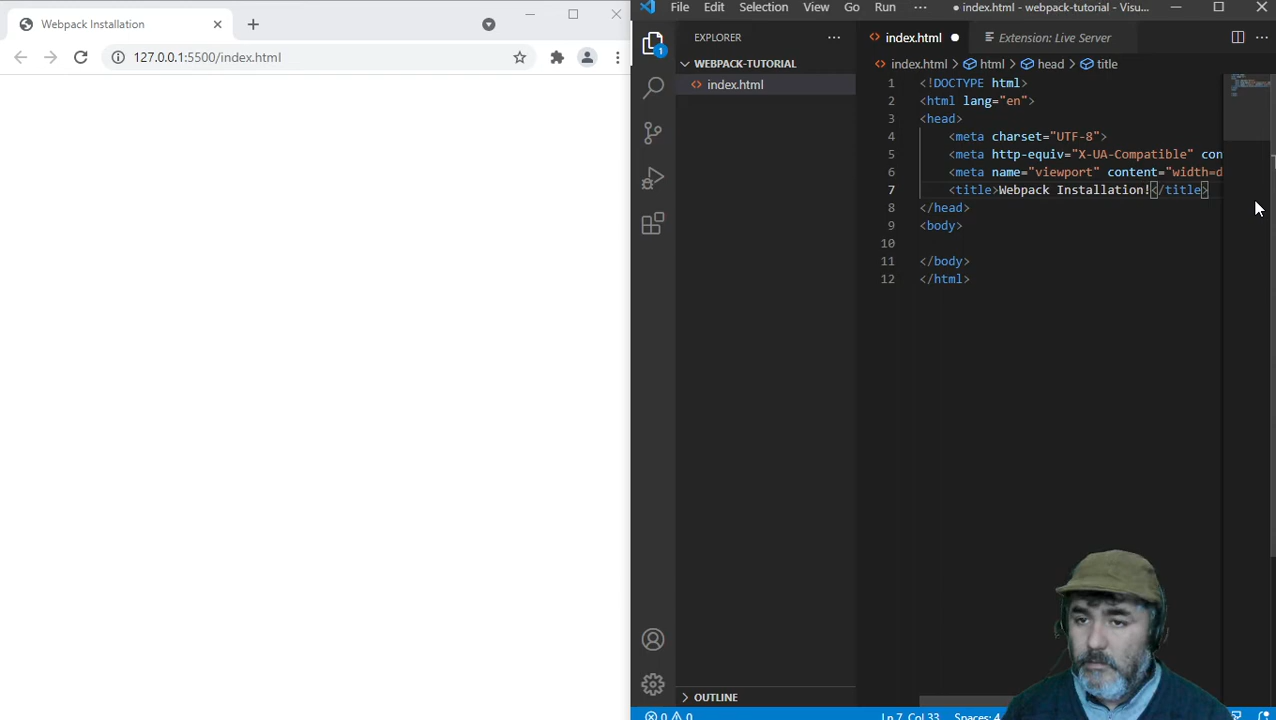 Webpack Installation
127.0.0.1:5500/index.html
File Edit Selection View Go Run ... ● index.html - webpack-tutorial - Visu...
EXPLORER
WEBPACK-TUTORIAL
index.html
1
index.html
Extension: Live Server
index.html > html > head > title
1 <!DOCTYPE html>
2 <html lang="en">
3 <head>
4 <meta charset="UTF-8">
5 <meta http-equiv="X-UA-Compatible" con
6 <meta name="viewport" content="width=d
7 <title>Webpack Installation!</title>
8 </head>
9 <body>
10
11 </body>
12 </html>
OUTLINE
0 0
Ln 7, Col 33 Spaces: 4